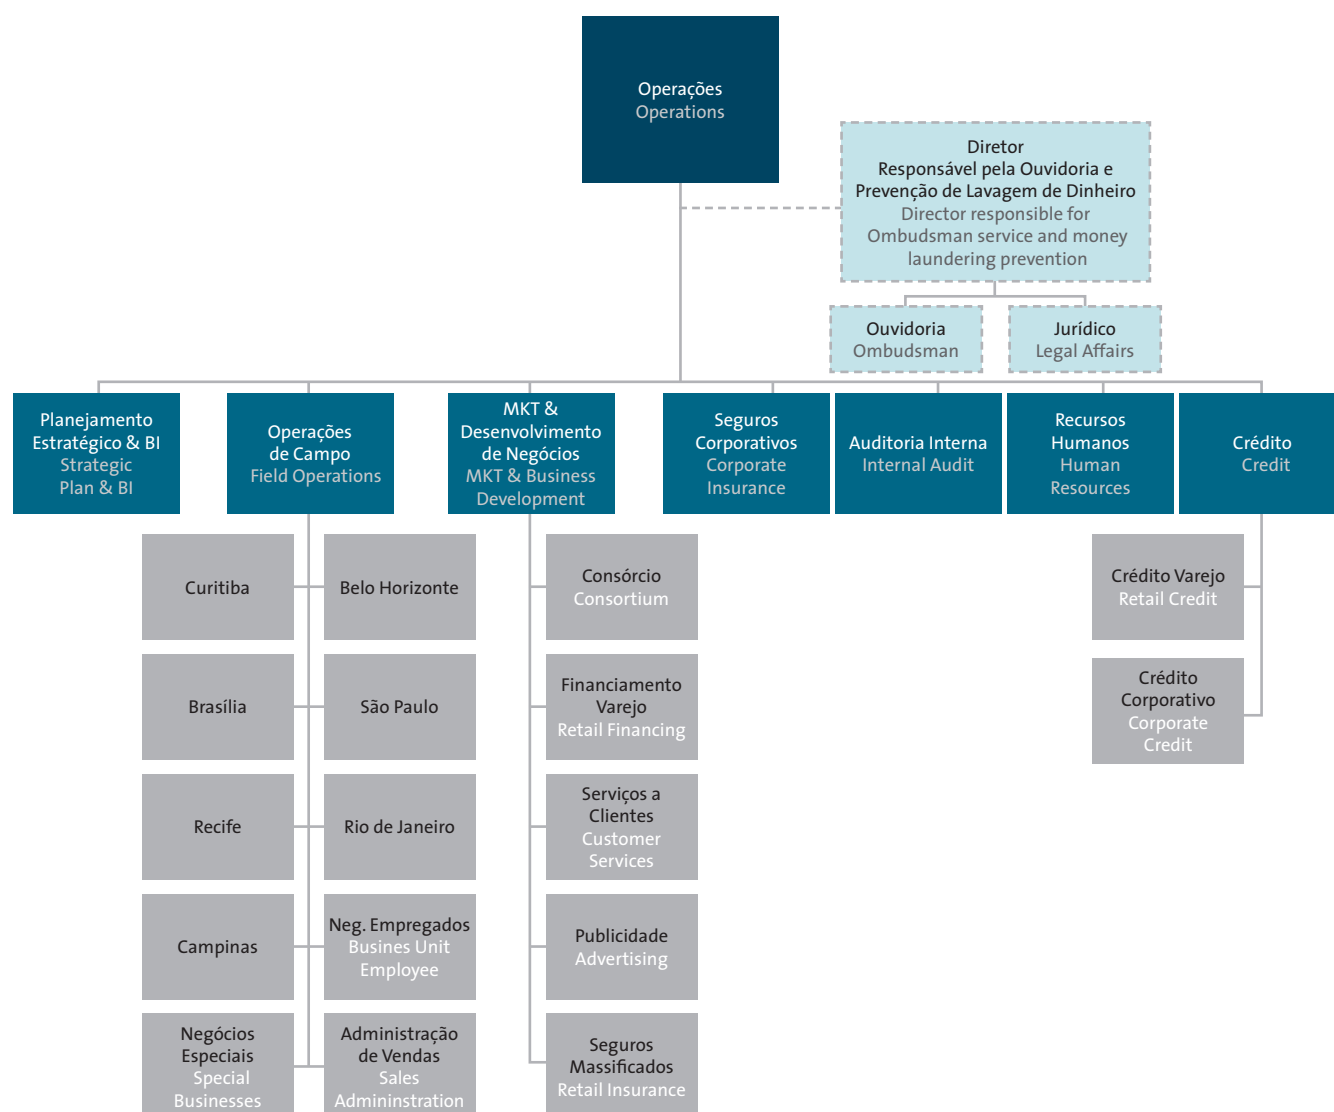 Operações
Operations
Diretor
Responsável pela Ouvidoria e
Prevenção de Lavagem de Dinheiro
Director responsible for
Ombudsman service and money
laundering prevention
Ouvidoria
Ombudsman
Jurídico
Legal Affairs
Planejamento
Estratégico & BI
Strategic
Plan & BI
Operações
de Campo
Field Operations
MKT &
Desenvolvimento
de Negócios
MKT & Business
Development
Seguros
Corporativos
Corporate
Insurance
Auditoria Interna
Internal Audit
Recursos
Humanos
Human
Resources
Crédito
Credit
Curitiba
Belo Horizonte
Consórcio
Consortium
Crédito Varejo
Retail Credit
Brasília
São Paulo
Financiamento
Varejo
Retail Financing
Crédito
Corporativo
Corporate
Credit
Recife
Rio de Janeiro
Serviços a
Clientes
Customer
Services
Campinas
Neg. Empregados
Busines Unit
Employee
Publicidade
Advertising
Negócios
Especiais
Special
Businesses
Administração
de Vendas
Sales
Admininstration
Seguros
Massificados
Retail Insurance